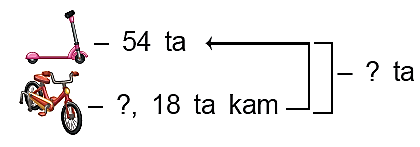 – 54 ta
– ? ta
– ?, 18 ta kam